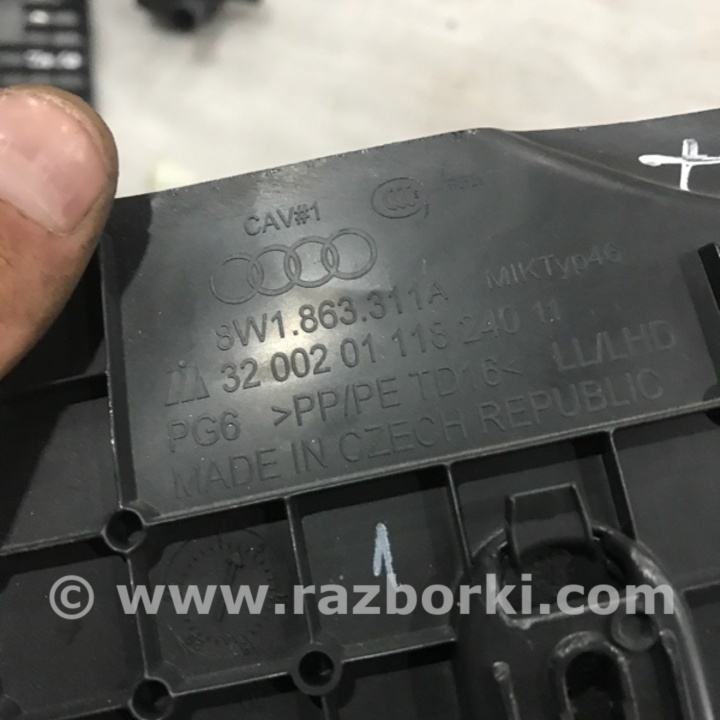 CAV#1
8W1.863.311A MIKTyp46
32 002 01 118 240 11
PG6 >PP/PE TD16< LL/LHD
MADE IN CZECH REPUBLIC
1
© www.razborki.com